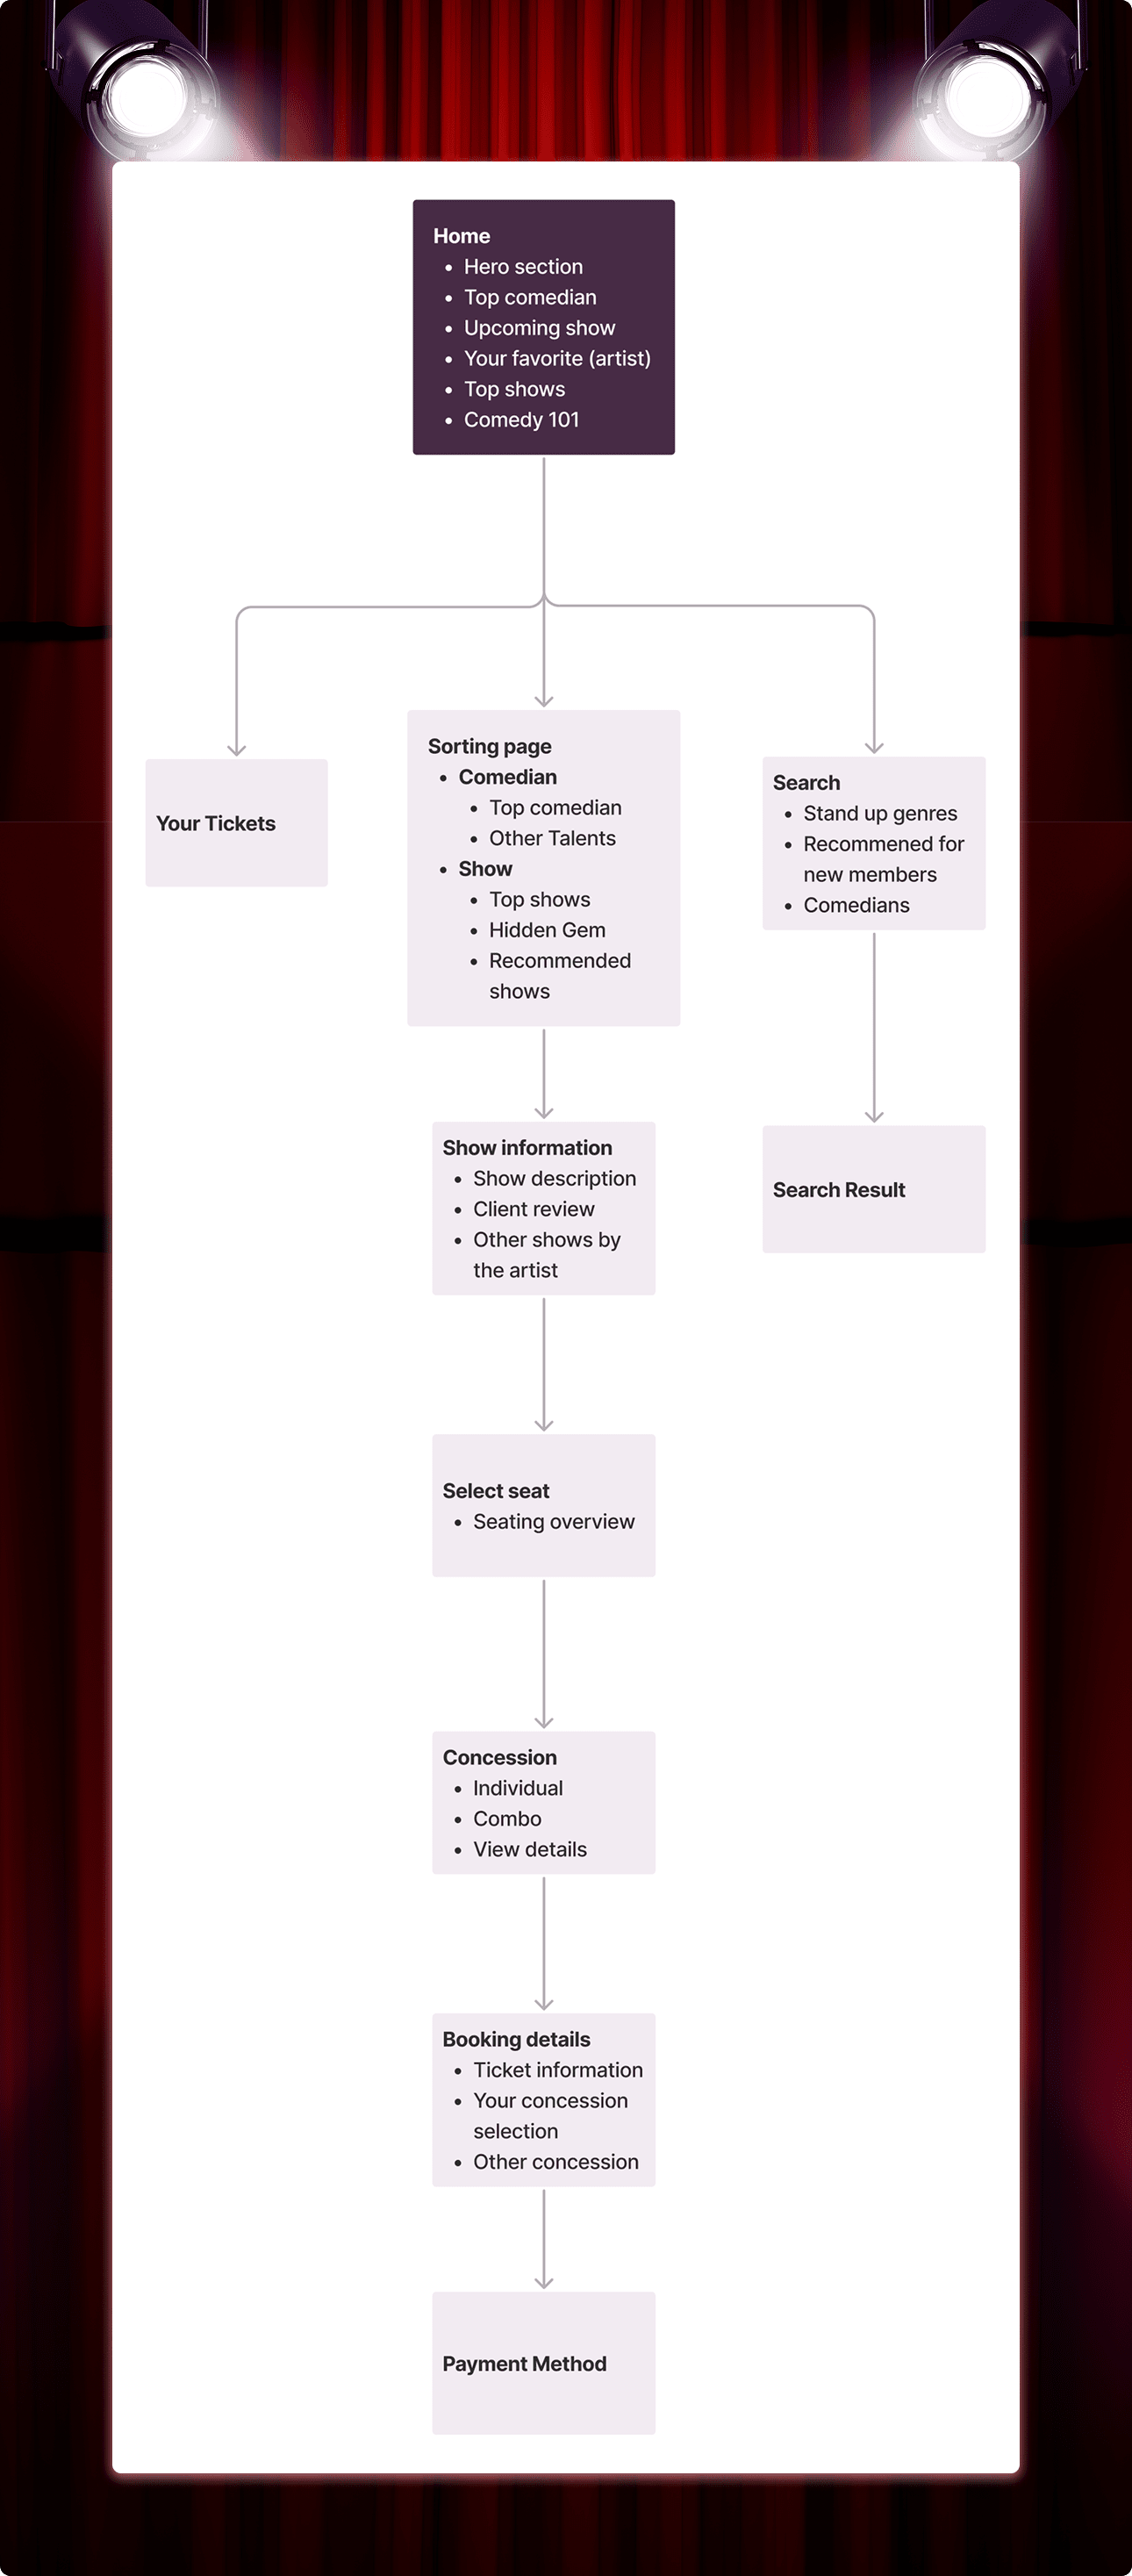 Home
• Hero section
• Top comedian
• Upcoming show
• Your favorite (artist)
• Top shows
• Comedy 101
Your Tickets
Sorting page
• Comedian
• Top comedian
• Other Talents
• Show
• Top shows
• Hidden Gem
• Recommended
shows
Search
• Stand up genres
• Recommened for
new members
• Comedians
Show information
• Show description
• Client review
• Other shows by
the artist
Search Result
Select seat
• Seating overview
Concession
• Individual
• Combo
• View details
Booking details
• Ticket information
• Your concession
selection
• Other concession
Payment Method